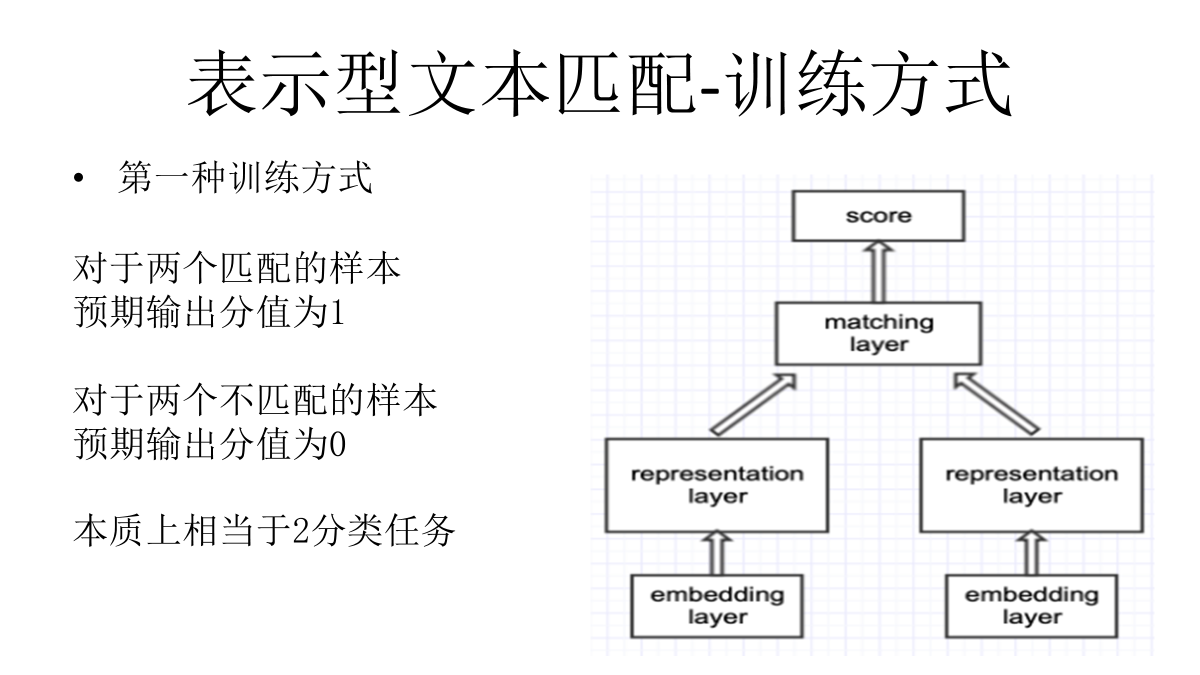 表示型文本匹配-训练方式
• 第一种训练方式
对于两个匹配的样本
预期输出分值为1
对于两个不匹配的样本
预期输出分值为0
本质上相当于2分类任务
score
matching
layer
representation
layer
representation
layer
embedding
layer
embedding
layer